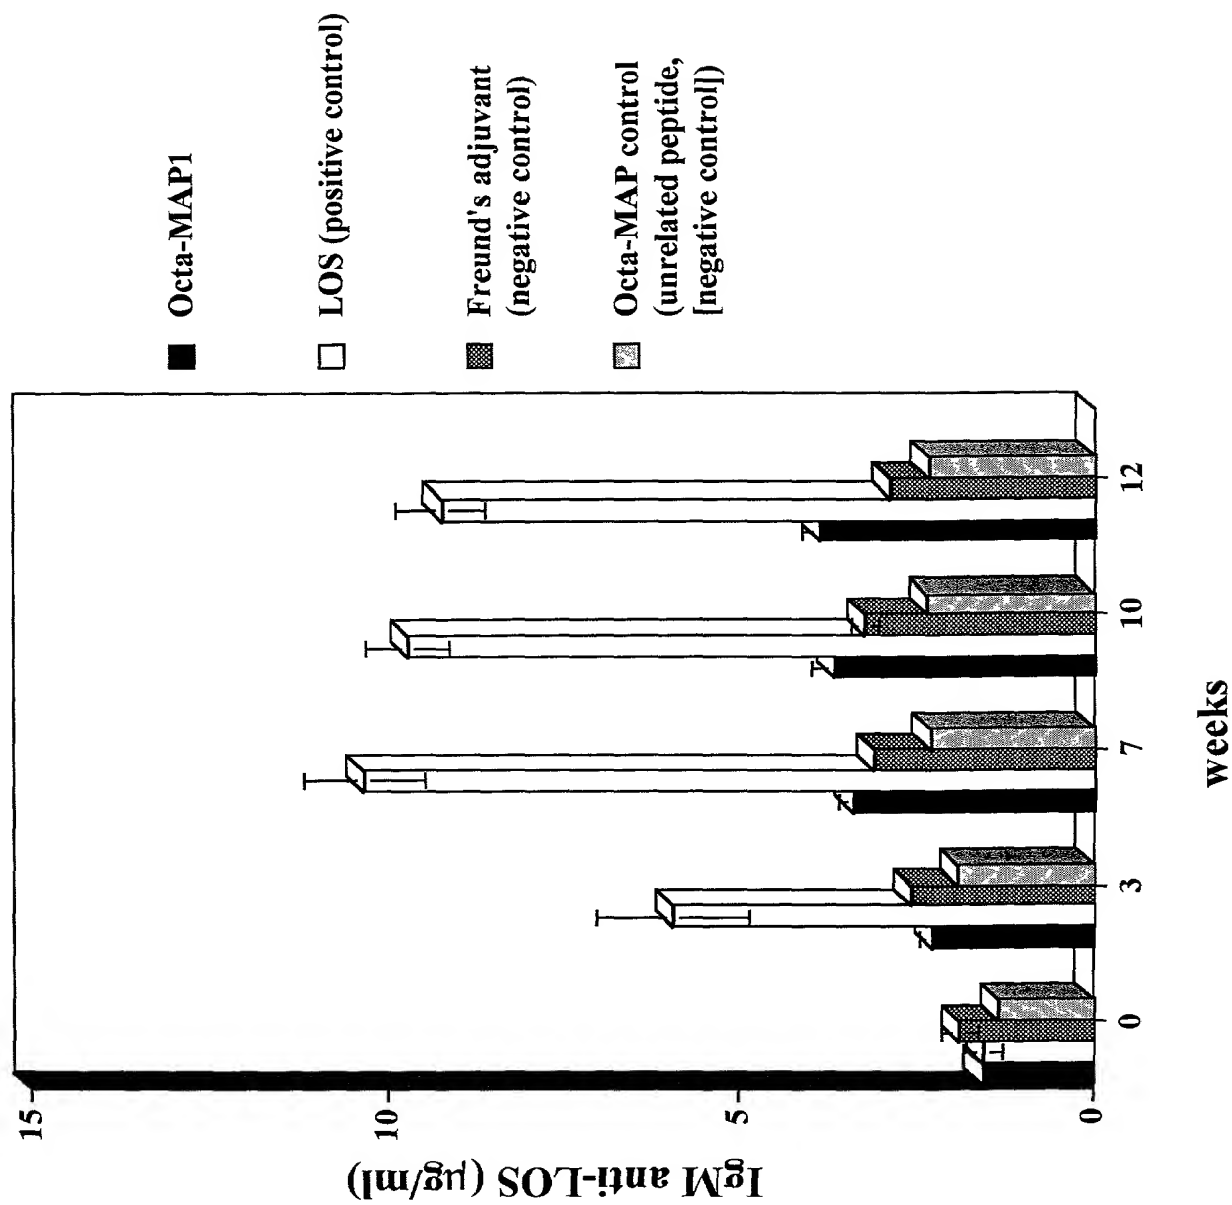 Octa-MAP1
LOS (positive control)
Freund's adjuvant
(negative control)
Octa-MAP control
(unrelated peptide,
[negative control])
IgM anti-LOS (μg/ml)
15
10
5
0
0
3
7
10
12
weeks